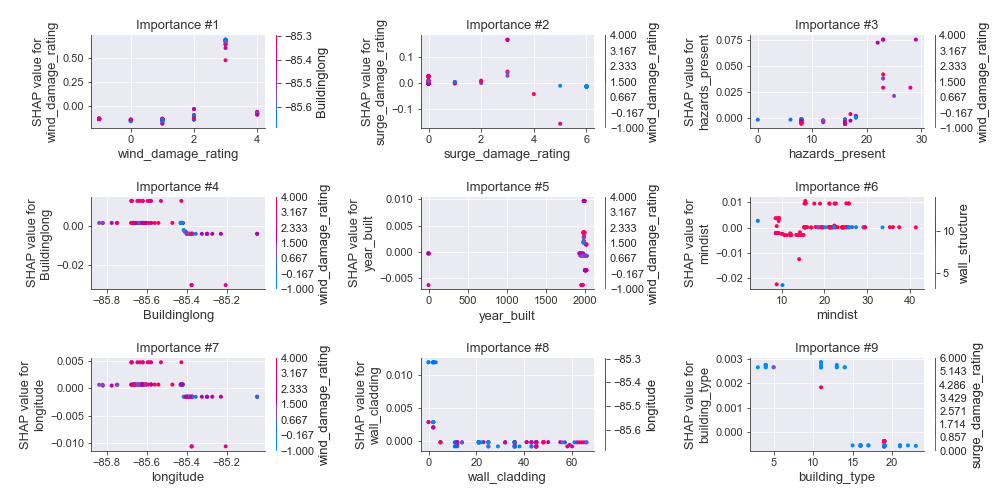 Importance #1
SHAP value for
wind_damage_rating
0.50
0.00
0
2
4
wind_damage_rating
−85.3
−85.4
−85.5
−85.6
Buildinglong
Importance #2
SHAP value for
surge_damage_rating
0.1
0.0
−0.1
0
2
4
6
surge_damage_rating
4.000
3.167
2.333
1.500
0.667
−0.167
−1.000
wind_damage_rating
Importance #3
SHAP value for
hazards_present
0.075
0.050
0.025
0.000
0
10
20
30
hazards_present
4.000
3.167
2.333
1.500
0.667
−0.167
−1.000
wind_damage_rating
Importance #4
SHAP value for
Buildinglong
0.00
−0.02
−85.8
−85.6
−85.4
−85.2
Buildinglong
4.000
3.167
2.333
1.500
0.667
−0.167
−1.000
wind_damage_rating
Importance #5
SHAP value for
year_built
0.010
0.005
0.000
−0.005
0
500
1000
1500
2000
year_built
4.000
3.167
2.333
1.500
0.667
−0.167
−1.000
wind_damage_rating
Importance #6
SHAP value for
mindist
0.01
0.00
−0.01
−0.02
10
20
30
40
mindist
10
5
wall_structure
Importance #7
SHAP value for
longitude
0.005
0.000
−0.005
−0.010
−85.8
−85.6
−85.4
−85.2
longitude
4.000
3.167
2.333
1.500
0.667
−0.167
−1.000
wind_damage_rating
Importance #8
SHAP value for
wall_cladding
0.010
0.005
0.000
0
20
40
60
wall_cladding
−85.3
−85.4
−85.5
−85.6
longitude
Importance #9
SHAP value for
building_type
0.003
0.002
0.001
0.000
5
10
15
20
building_type
6.000
5.143
4.286
3.429
2.571
1.714
0.857
0.000
surge_damage_rating